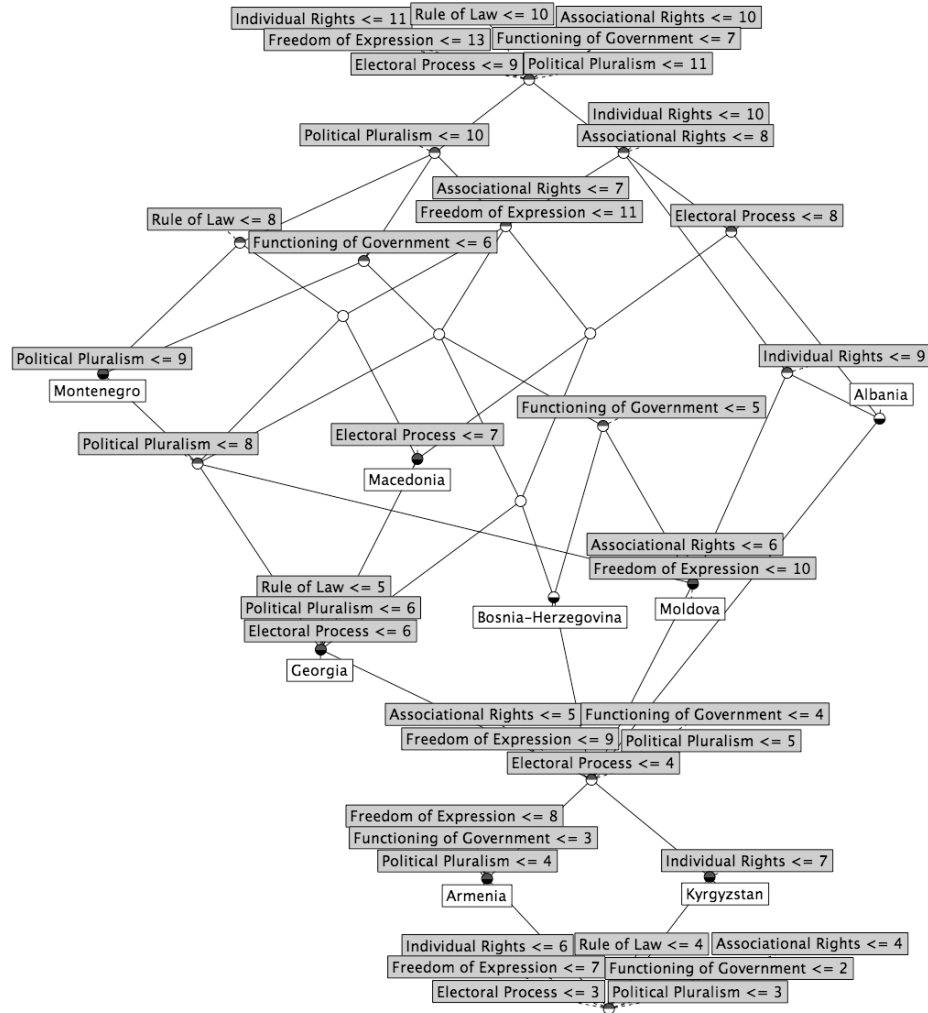 Individual Rights <= 11
Rule of Law <= 10
Associational Rights <= 10
Freedom of Expression <= 13
Functioning of Government <= 7
Electoral Process <= 9
Political Pluralism <= 11
Individual Rights <= 10
Political Pluralism <= 10
Associational Rights <= 8
Associational Rights <= 7
Rule of Law <= 8
Freedom of Expression <= 11
Electoral Process <= 8
Functioning of Government <= 6
Political Pluralism <= 9
Individual Rights <= 9
Montenegro
Albania
Functioning of Government <= 5
Political Pluralism <= 8
Electoral Process <= 7
Macedonia
Associational Rights <= 6
Freedom of Expression <= 10
Rule of Law <= 5
Political Pluralism <= 6
Bosnia-Herzegovina
Moldova
Electoral Process <= 6
Georgia
Associational Rights <= 5
Functioning of Government <= 4
Freedom of Expression <= 9
Political Pluralism <= 5
Electoral Process <= 4
Freedom of Expression <= 8
Functioning of Government <= 3
Political Pluralism <= 4
Individual Rights <= 7
Armenia
Kyrgyzstan
Individual Rights <= 6
Rule of Law <= 4
Associational Rights <= 4
Freedom of Expression <= 7
Functioning of Government <= 2
Electoral Process <= 3
Political Pluralism <= 3